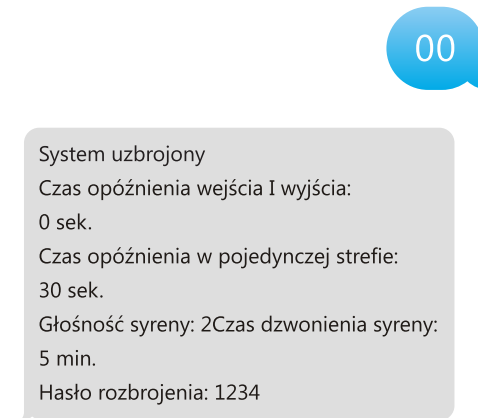 00
System uzbrojony
Czas opóźnienia wejścia I wyjścia:
0 sek.
Czas opóźnienia w pojedynczej strefie:
30 sek.
Głośność syreny: 2Czas dzwonienia syreny:
5 min.
Hasło rozbrojenia: 1234